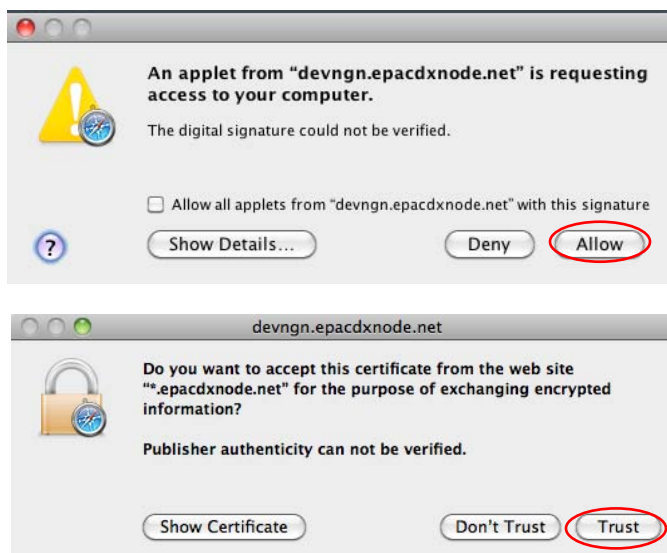 An applet from “devngn.epacdxnode.net” is requesting
access to your computer.
The digital signature could not be verified.
Allow all applets from “devngn.epacdxnode.net” with this signature
?
Show Details...
Deny
Allow
devngn.epacdxnode.net
Do you want to accept this certificate from the web site
“*.epacdxnode.net” for the purpose of exchanging encrypted
information?
Publisher authenticity can not be verified.
Show Certificate
Don't Trust
Trust